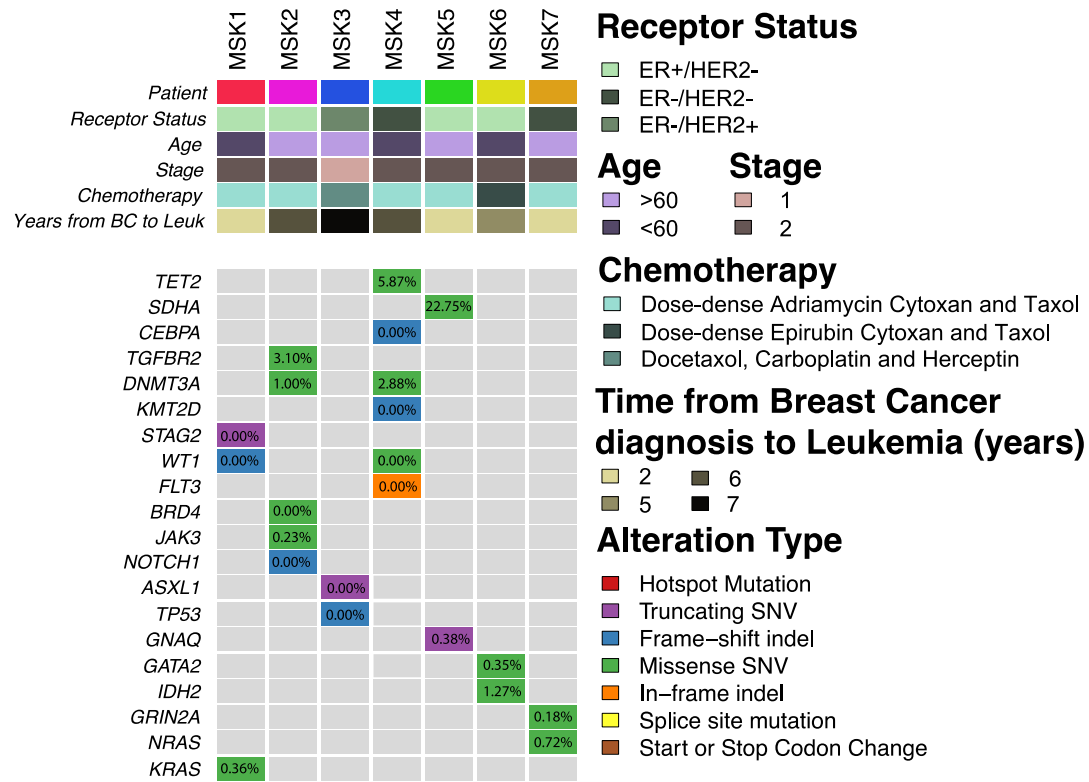 MSK1 MSK2 MSK3 MSK4 MSK5 MSK6 MSK7
Patient
Receptor Status
Age
Stage
Chemotherapy
Years from BC to Leuk
TET2 5.87%
SDHA 22.75%
CEBPA 0.00%
TGFBR2 3.10%
DNMT3A 1.00% 2.88%
KMT2D 0.00%
STAG2 0.00%
WT1 0.00% 0.00%
FLT3 0.00%
BRD4 0.00%
JAK3 0.23%
NOTCH1 0.00%
ASXL1 0.00%
TP53 0.00%
GNAQ 0.38%
GATA2 0.35%
IDH2 1.27%
GRIN2A 0.18%
NRAS 0.72%
KRAS 0.36%
Receptor Status
ER+/HER2-
ER-/HER2-
ER-/HER2+
Age Stage
>60 1
<60 2
Chemotherapy
Dose-dense Adriamycin Cytoxan and Taxol
Dose-dense Epirubin Cytoxan and Taxol
Docetaxol, Carboplatin and Herceptin
Time from Breast Cancer
diagnosis to Leukemia (years)
2 6
5 7
Alteration Type
Hotspot Mutation
Truncating SNV
Frame−shift indel
Missense SNV
In−frame indel
Splice site mutation
Start or Stop Codon Change